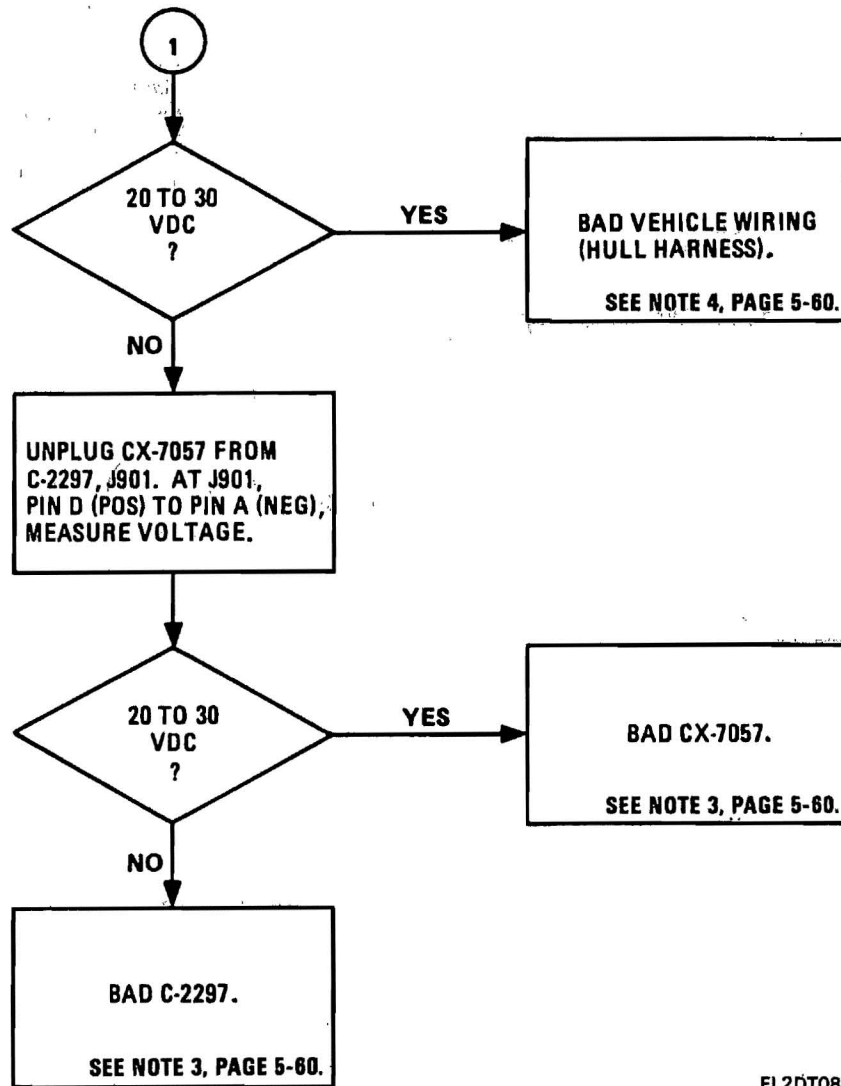 1
20 TO 30
VDC
?
YES
BAD VEHICLE WIRING
(HULL HARNESS).
SEE NOTE 4, PAGE 5-60.
NO
UNPLUG CX-7057 FROM
C-2297, J901. AT J901,
PIN D (POS) TO PIN A (NEG),
MEASURE VOLTAGE.
20 TO 30
VDC
?
YES
BAD CX-7057.
SEE NOTE 3, PAGE 5-60.
NO
BAD C-2297.
SEE NOTE 3, PAGE 5-60.
EL2DT08